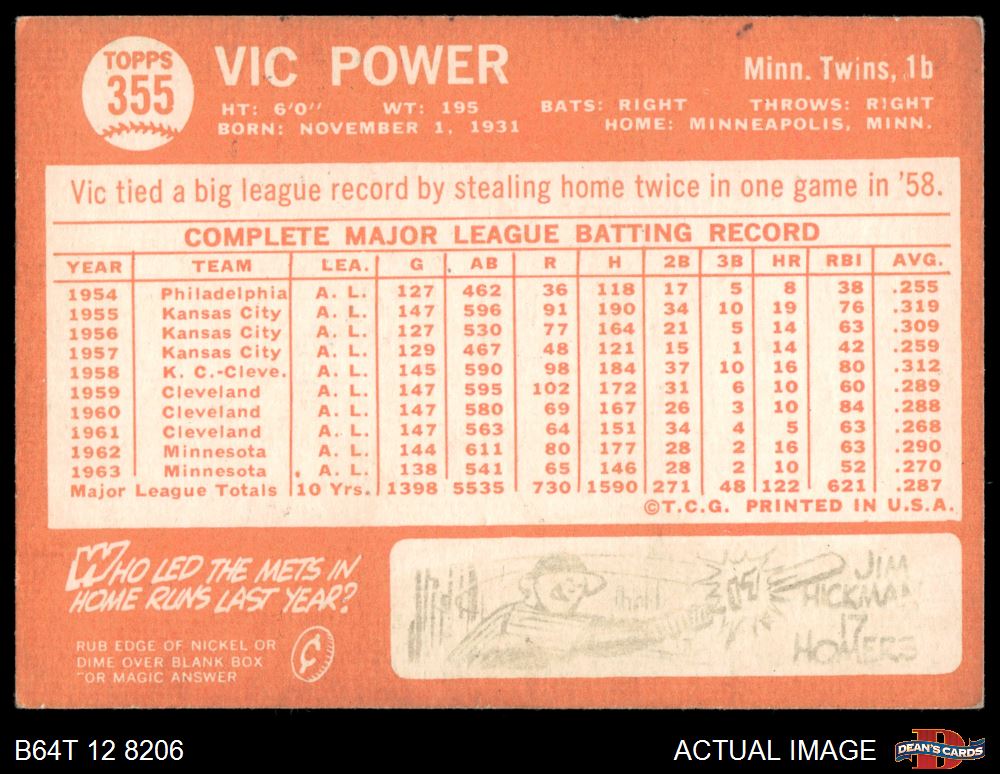 TOPPS
355
VIC POWER
Minn. Twins, 1b
HT: 6'0" WT: 195 BATS: RIGHT THROWS: RIGHT
BORN: NOVEMBER 1, 1931 HOME: MINNEAPOLIS, MINN.
Vic tied a big league record by stealing home twice in one game in '58.
COMPLETE MAJOR LEAGUE BATTING RECORD
YEAR TEAM LEA. G AB R H 2B 3B HR RBI AVG.
1954 Philadelphia A. L. 127 462 36 118 17 5 8 38 .255
1955 Kansas City A. L. 147 596 91 190 34 10 19 76 .319
1956 Kansas City A. L. 127 530 77 164 21 5 14 63 .309
1957 Kansas City A. L. 129 467 48 121 15 1 14 42 .259
1958 K. C.-Cleve. A. L. 145 590 98 184 37 10 16 80 .312
1959 Cleveland A. L. 147 595 102 172 31 6 10 60 .289
1960 Cleveland A. L. 147 580 69 167 26 3 10 84 .288
1961 Cleveland A. L. 147 563 64 151 34 4 5 63 .268
1962 Minnesota A. L. 144 611 80 177 28 2 16 63 .290
1963 Minnesota A. L. 138 541 65 146 28 2 10 52 .270
Major League Totals 10 Yrs. 1398 5535 730 1590 271 48 122 621 .287
©T.C.G. PRINTED IN U.S.A.
WHO LED THE METS IN
HOME RUNS LAST YEAR?
RUB EDGE OF NICKEL OR
DIME OVER BLANK BOX
FOR MAGIC ANSWER
JIM
HICKMAN
17
HOMERS
B64T 12 8206
ACTUAL IMAGE
DEAN'S CARDS